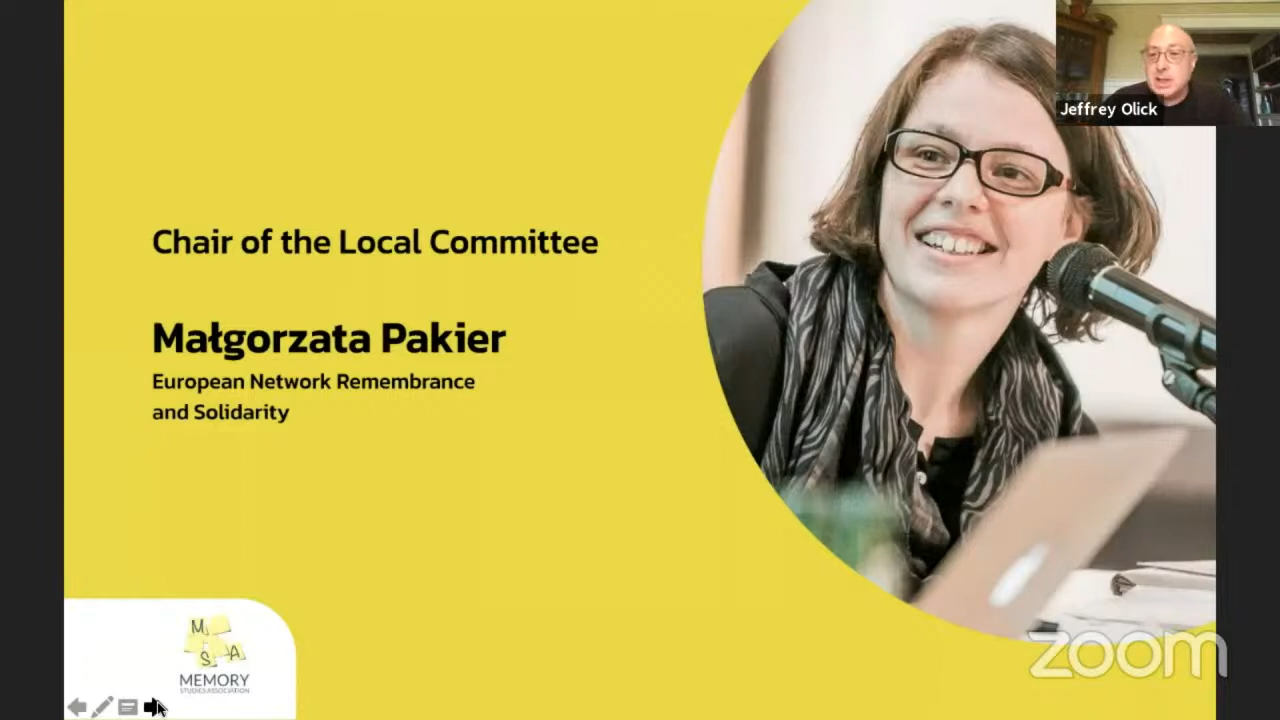 Jeffrey Olick
Chair of the Local Committee
Małgorzata Pakier
European Network Remembrance
and Solidarity
M
S A
MEMORY
STUDIES ASSOCIATION
zoom